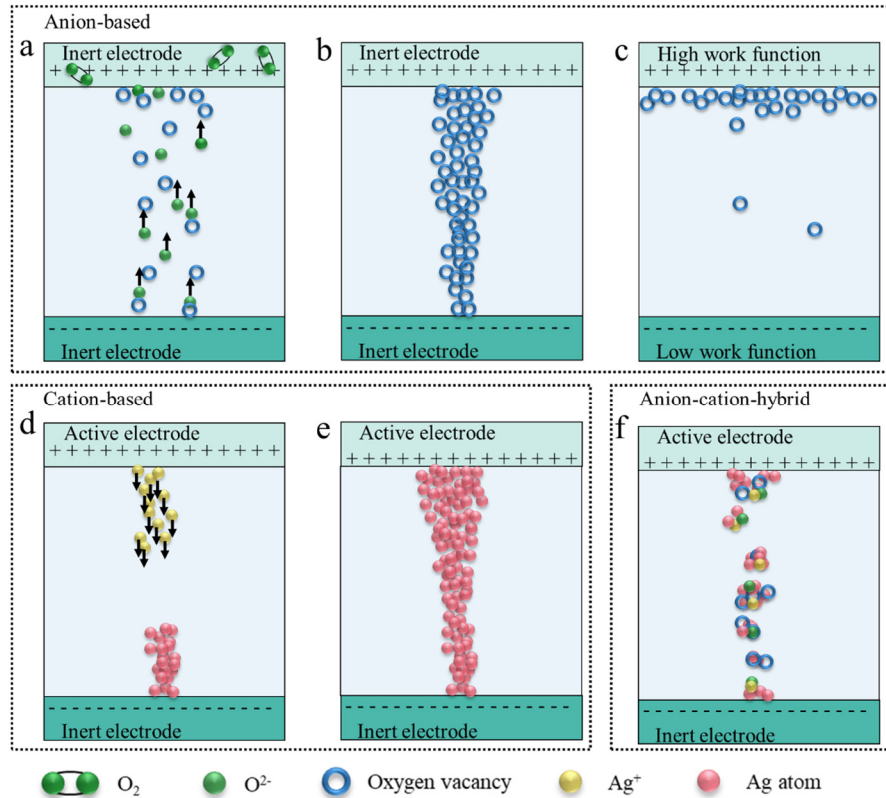 Anion-based
a
b
c
Inert electrode
Inert electrode
High work function
+ + + + + + + + + + + + +
+ + + + + + + + + + + + +
+ + + + + + + + + + + + +
Inert electrode
Inert electrode
Low work function
Cation-based
Anion-cation-hybrid
d
e
f
Active electrode
Active electrode
Active electrode
+ + + + + + + + + + + + +
+ + + + + + + + + + + + +
+ + + + + + + + + + + + +
Inert electrode
Inert electrode
Inert electrode
O₂
O²⁻
Oxygen vacancy
Ag⁺
Ag atom